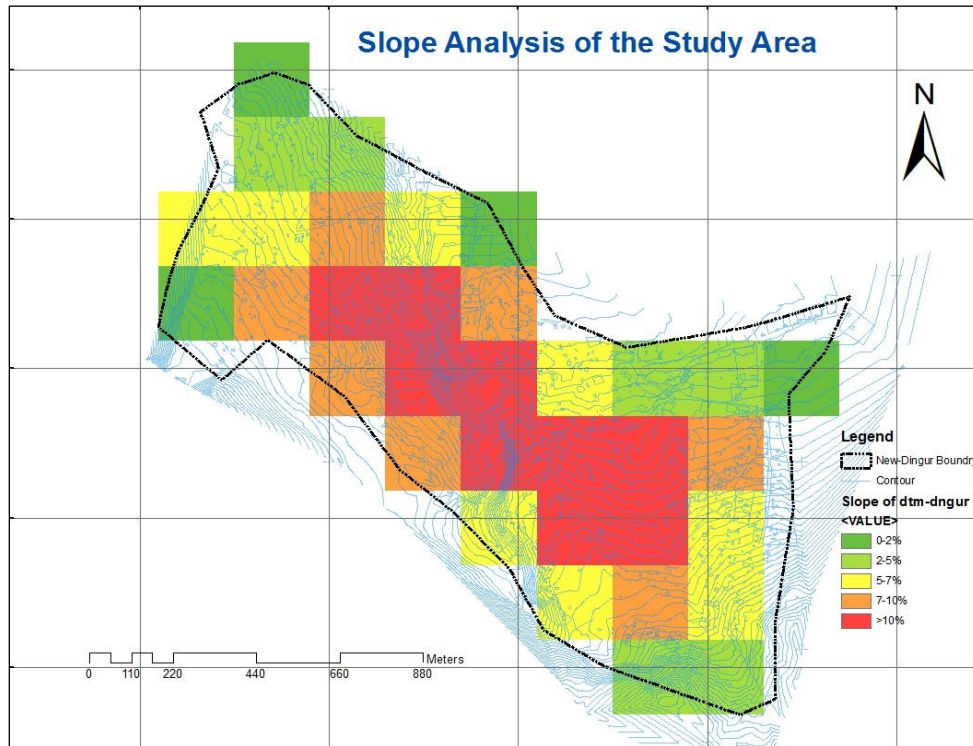 Slope Analysis of the Study Area
N
Legend
New-Dingur Boundry
Contour
Slope of dtm-dngur
<VALUE>
0-2%
2-5%
5-7%
7-10%
>10%
Meters
0 110 220 440 660 880